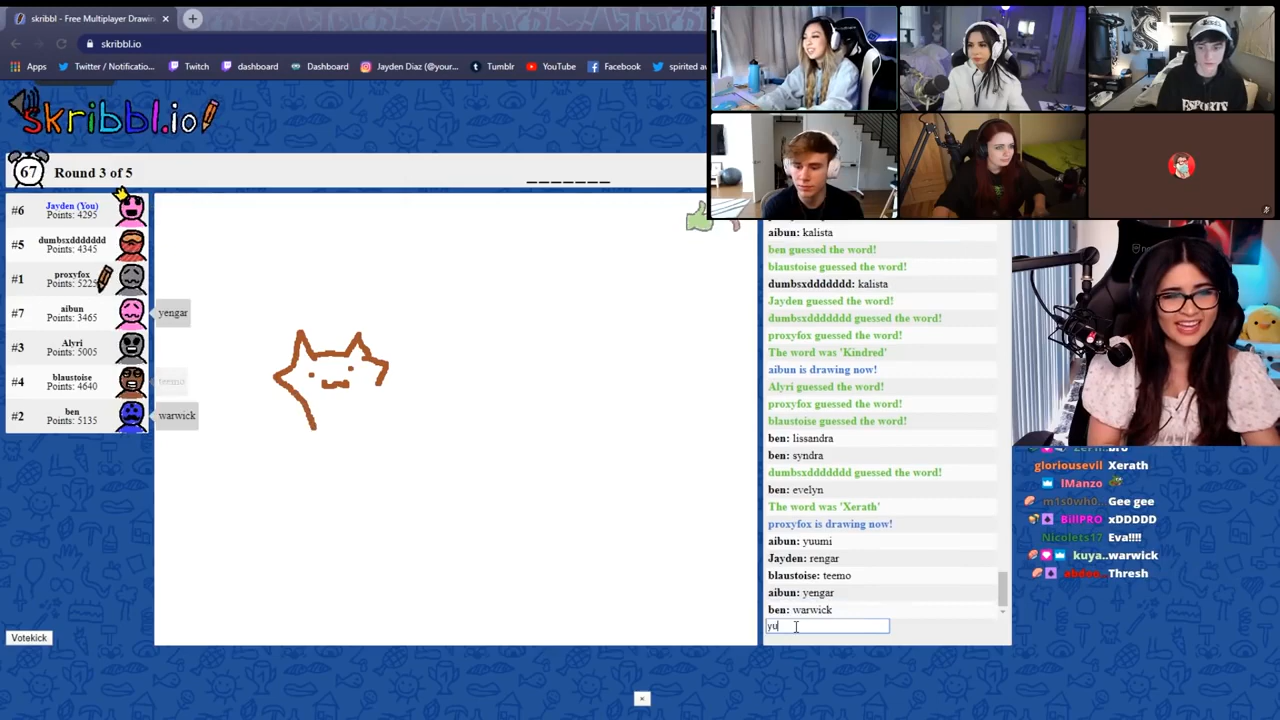 skribbl - Free Multiplayer Drawin
skribbl.io
Apps
Twitter / Notificatio...
Twitch
dashboard
Dashboard
Jayden Diaz (@your...
Tumblr
YouTube
Facebook
spirited aw
skribbl.io
67
Round 3 of 5
_______
#6
Jayden (You)
Points: 4295
#5
dumbsxddddddd
Points: 4345
#1
proxyfox
Points: 5225
#7
aibun
Points: 3465
yengar
#3
Alyri
Points: 5005
#4
blaustoise
Points: 4640
teemo
#2
ben
Points: 5135
warwick
Votekick
aibun: kalista
ben guessed the word!
blaustoise guessed the word!
dumbsxddddddd: kalista
Jayden guessed the word!
dumbsxddddddd guessed the word!
proxyfox guessed the word!
The word was 'Kindred'
aibun is drawing now!
Alyri guessed the word!
proxyfox guessed the word!
blaustoise guessed the word!
ben: lissandra
ben: syndra
dumbsxddddddd guessed the word!
ben: evelyn
The word was 'Xerath'
proxyfox is drawing now!
aibun: yuumi
Jayden: rengar
blaustoise: teemo
aibun: yengar
ben: warwick
yu
ESPORTS
gloriousevil Xerath
lManzo
m1s0wh0.. Gee gee
BillPRO xDDDDD
Nicolets17 Eva!!!!
kuya.. warwick
abdou.. Thresh